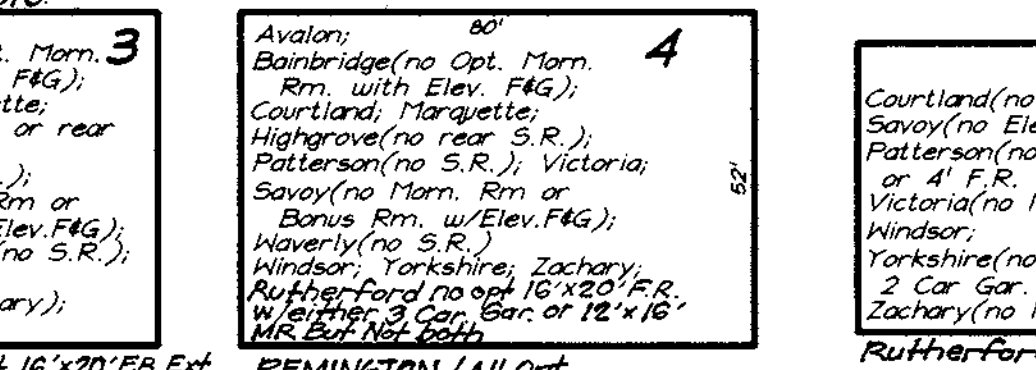 t. Morn. 3
F&G);
tte;
or rear
.);
Rm or
Elev.F&G);
(no S.R.);
ary);
16'x20'F.R. Ext
80'
4
Avalon;
Bainbridge(no Opt. Morn.
Rm. with Elev. F&G);
Courtland; Marquette;
Highgrove(no rear S.R.);
Patterson(no S.R.); Victoria;
Savoy(no Morn. Rm or
Bonus Rm. w/Elev.F&G);
Waverly(no S.R.)
Windsor; Yorkshire; Zachary;
Rutherford no opt 16'x20'F.R.
w/either 3 Car. Gar. or 12'x16'
MR But Not both
52'
REMINGTON (All Opt
Courtland(no
Savoy(no Ele
Patterson(no
or 4' F.R.
Victoria(no
Windsor;
Yorkshire(no
2 Car Gar.
Zachary(no
Rutherfor